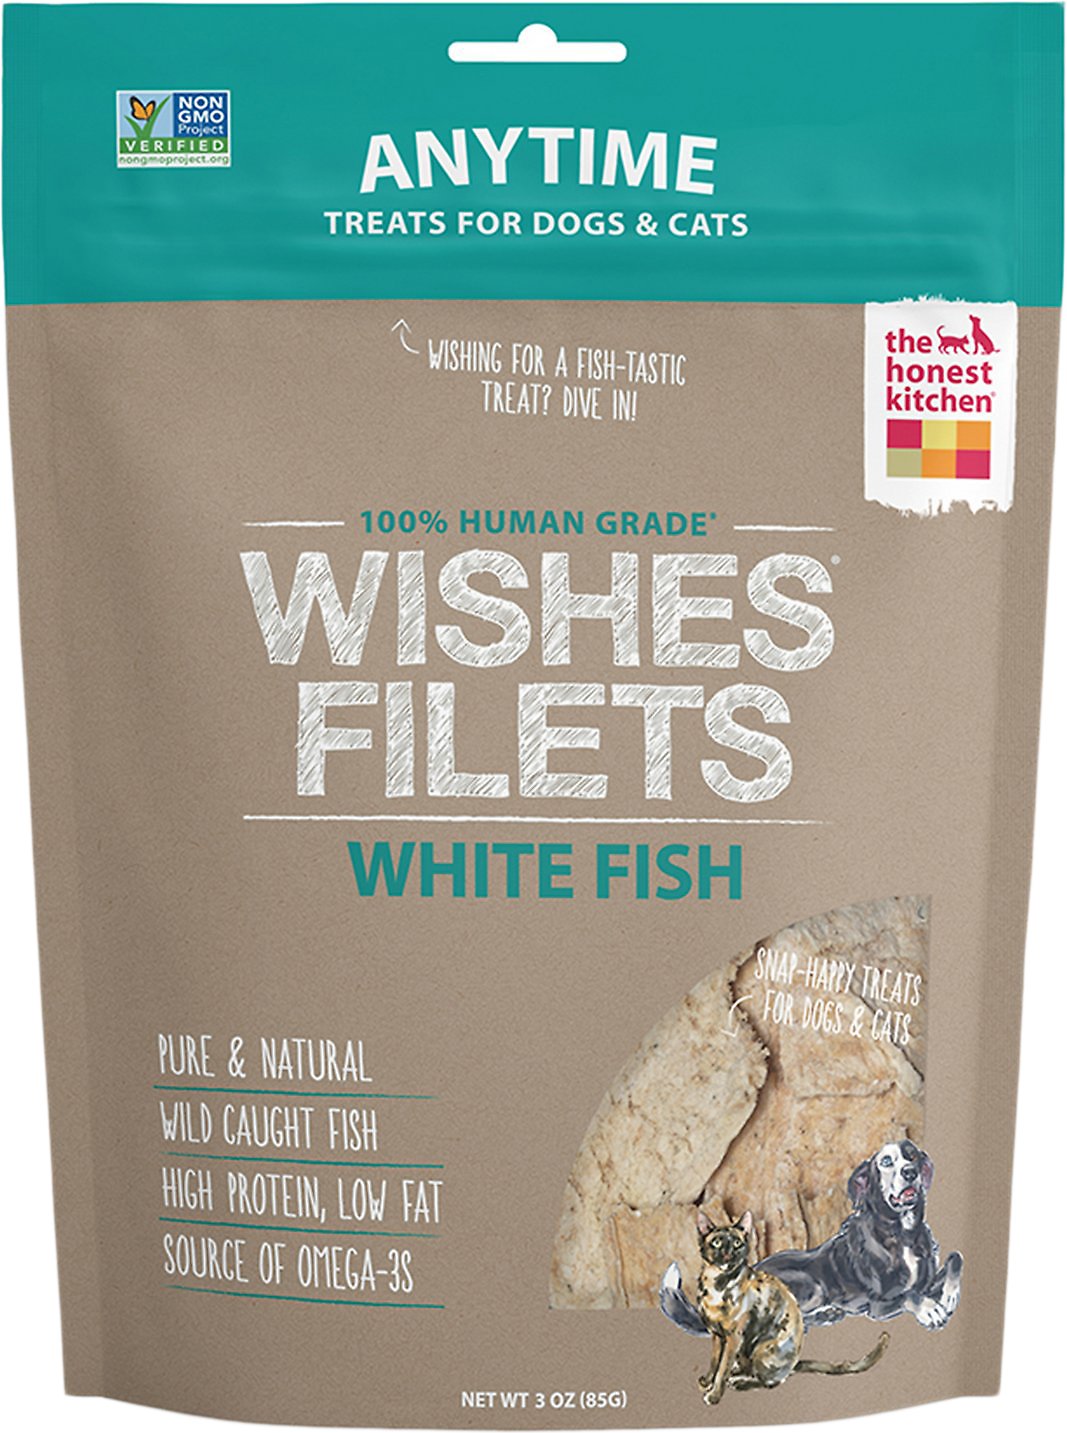 NON
GMO
Project
VERIFIED
nongmoproject.org
ANYTIME
TREATS FOR DOGS & CATS
WISHING FOR A FISH-TASTIC
TREAT? DIVE IN!
the
honest
kitchen®
100% HUMAN GRADE*
WISHES®
FILETS
WHITE FISH
SNAP-HAPPY TREATS
FOR DOGS & CATS
PURE & NATURAL
WILD CAUGHT FISH
HIGH PROTEIN, LOW FAT
SOURCE OF OMEGA-3S
NET WT 3 OZ (85G)